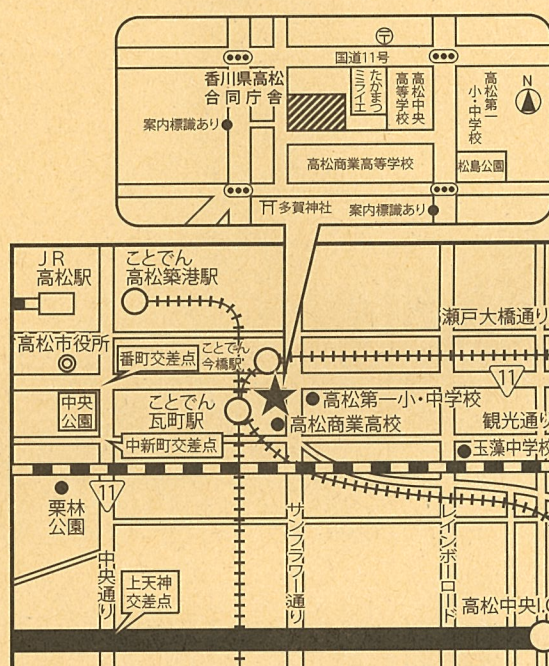 〒
国道11号
香川県高松
合同庁舎
たかまつ
ミライエ
高松中央
高等学校
高松第一
小・中学校
N
案内標識あり
高松商業高等学校
松島公園
多賀神社
案内標識あり
JR
高松駅
ことでん
高松築港駅
瀬戸大橋通り
高松市役所
番町交差点
ことでん
今橋駅
11
中央
公園
ことでん
瓦町駅
高松第一小・中学校
高松商業高校
観光通り
中新町交差点
玉藻中学校
11
栗林
公園
中央通り
サンフラワー通り
レインボーロード
上天神
交差点
高松中央I.C